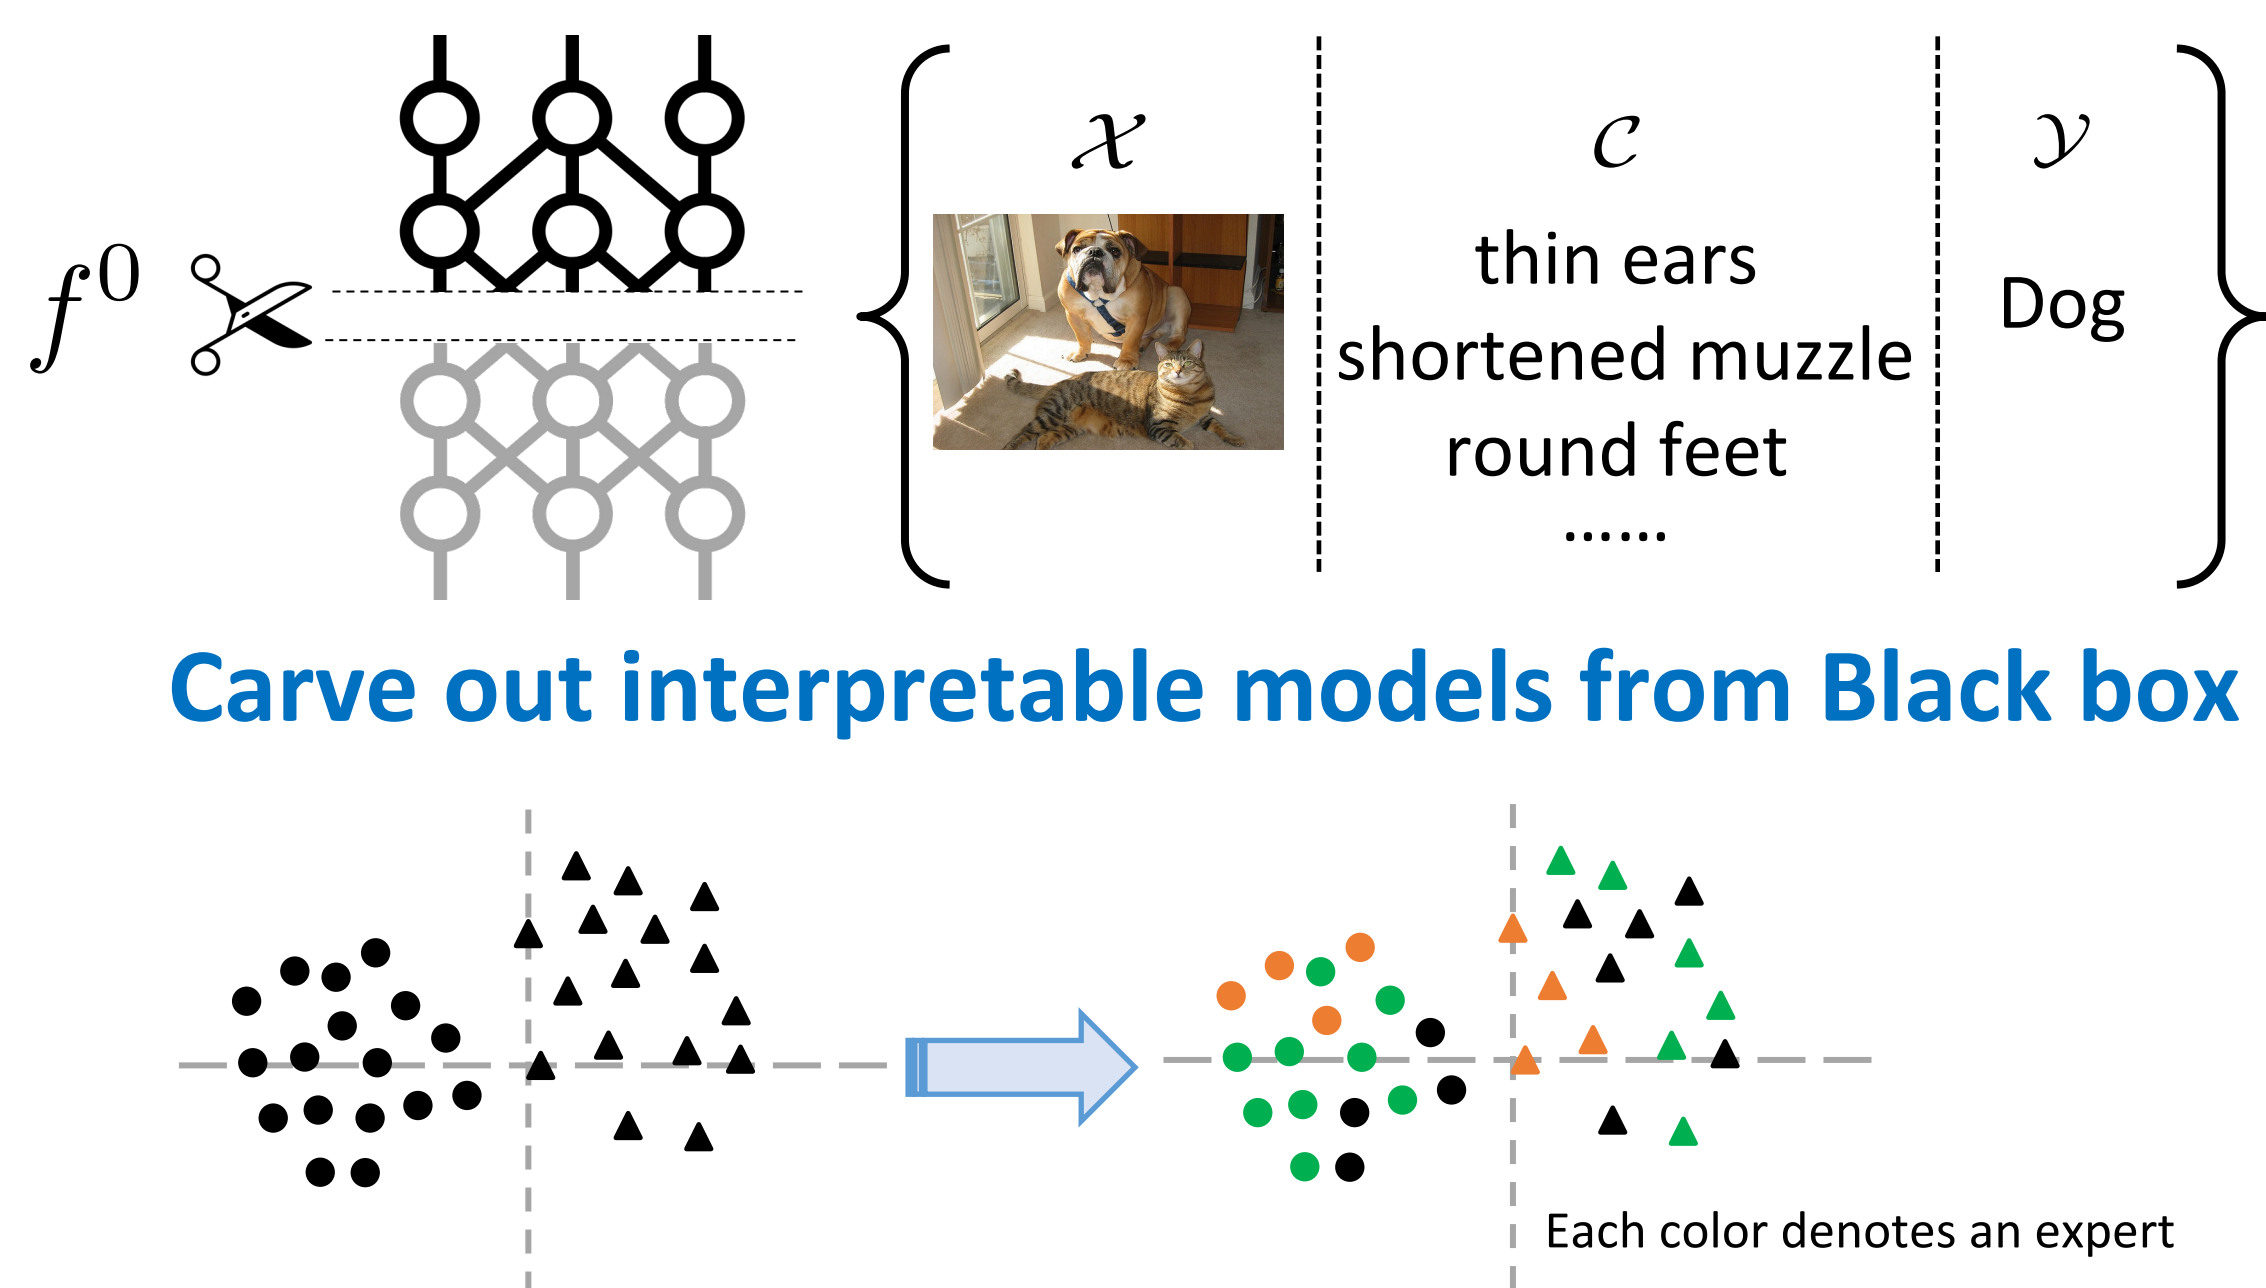 f⁰
𝒳
𝒞
𝒴
thin ears
shortened muzzle
round feet
......
Dog
Carve out interpretable models from Black box
Each color denotes an expert